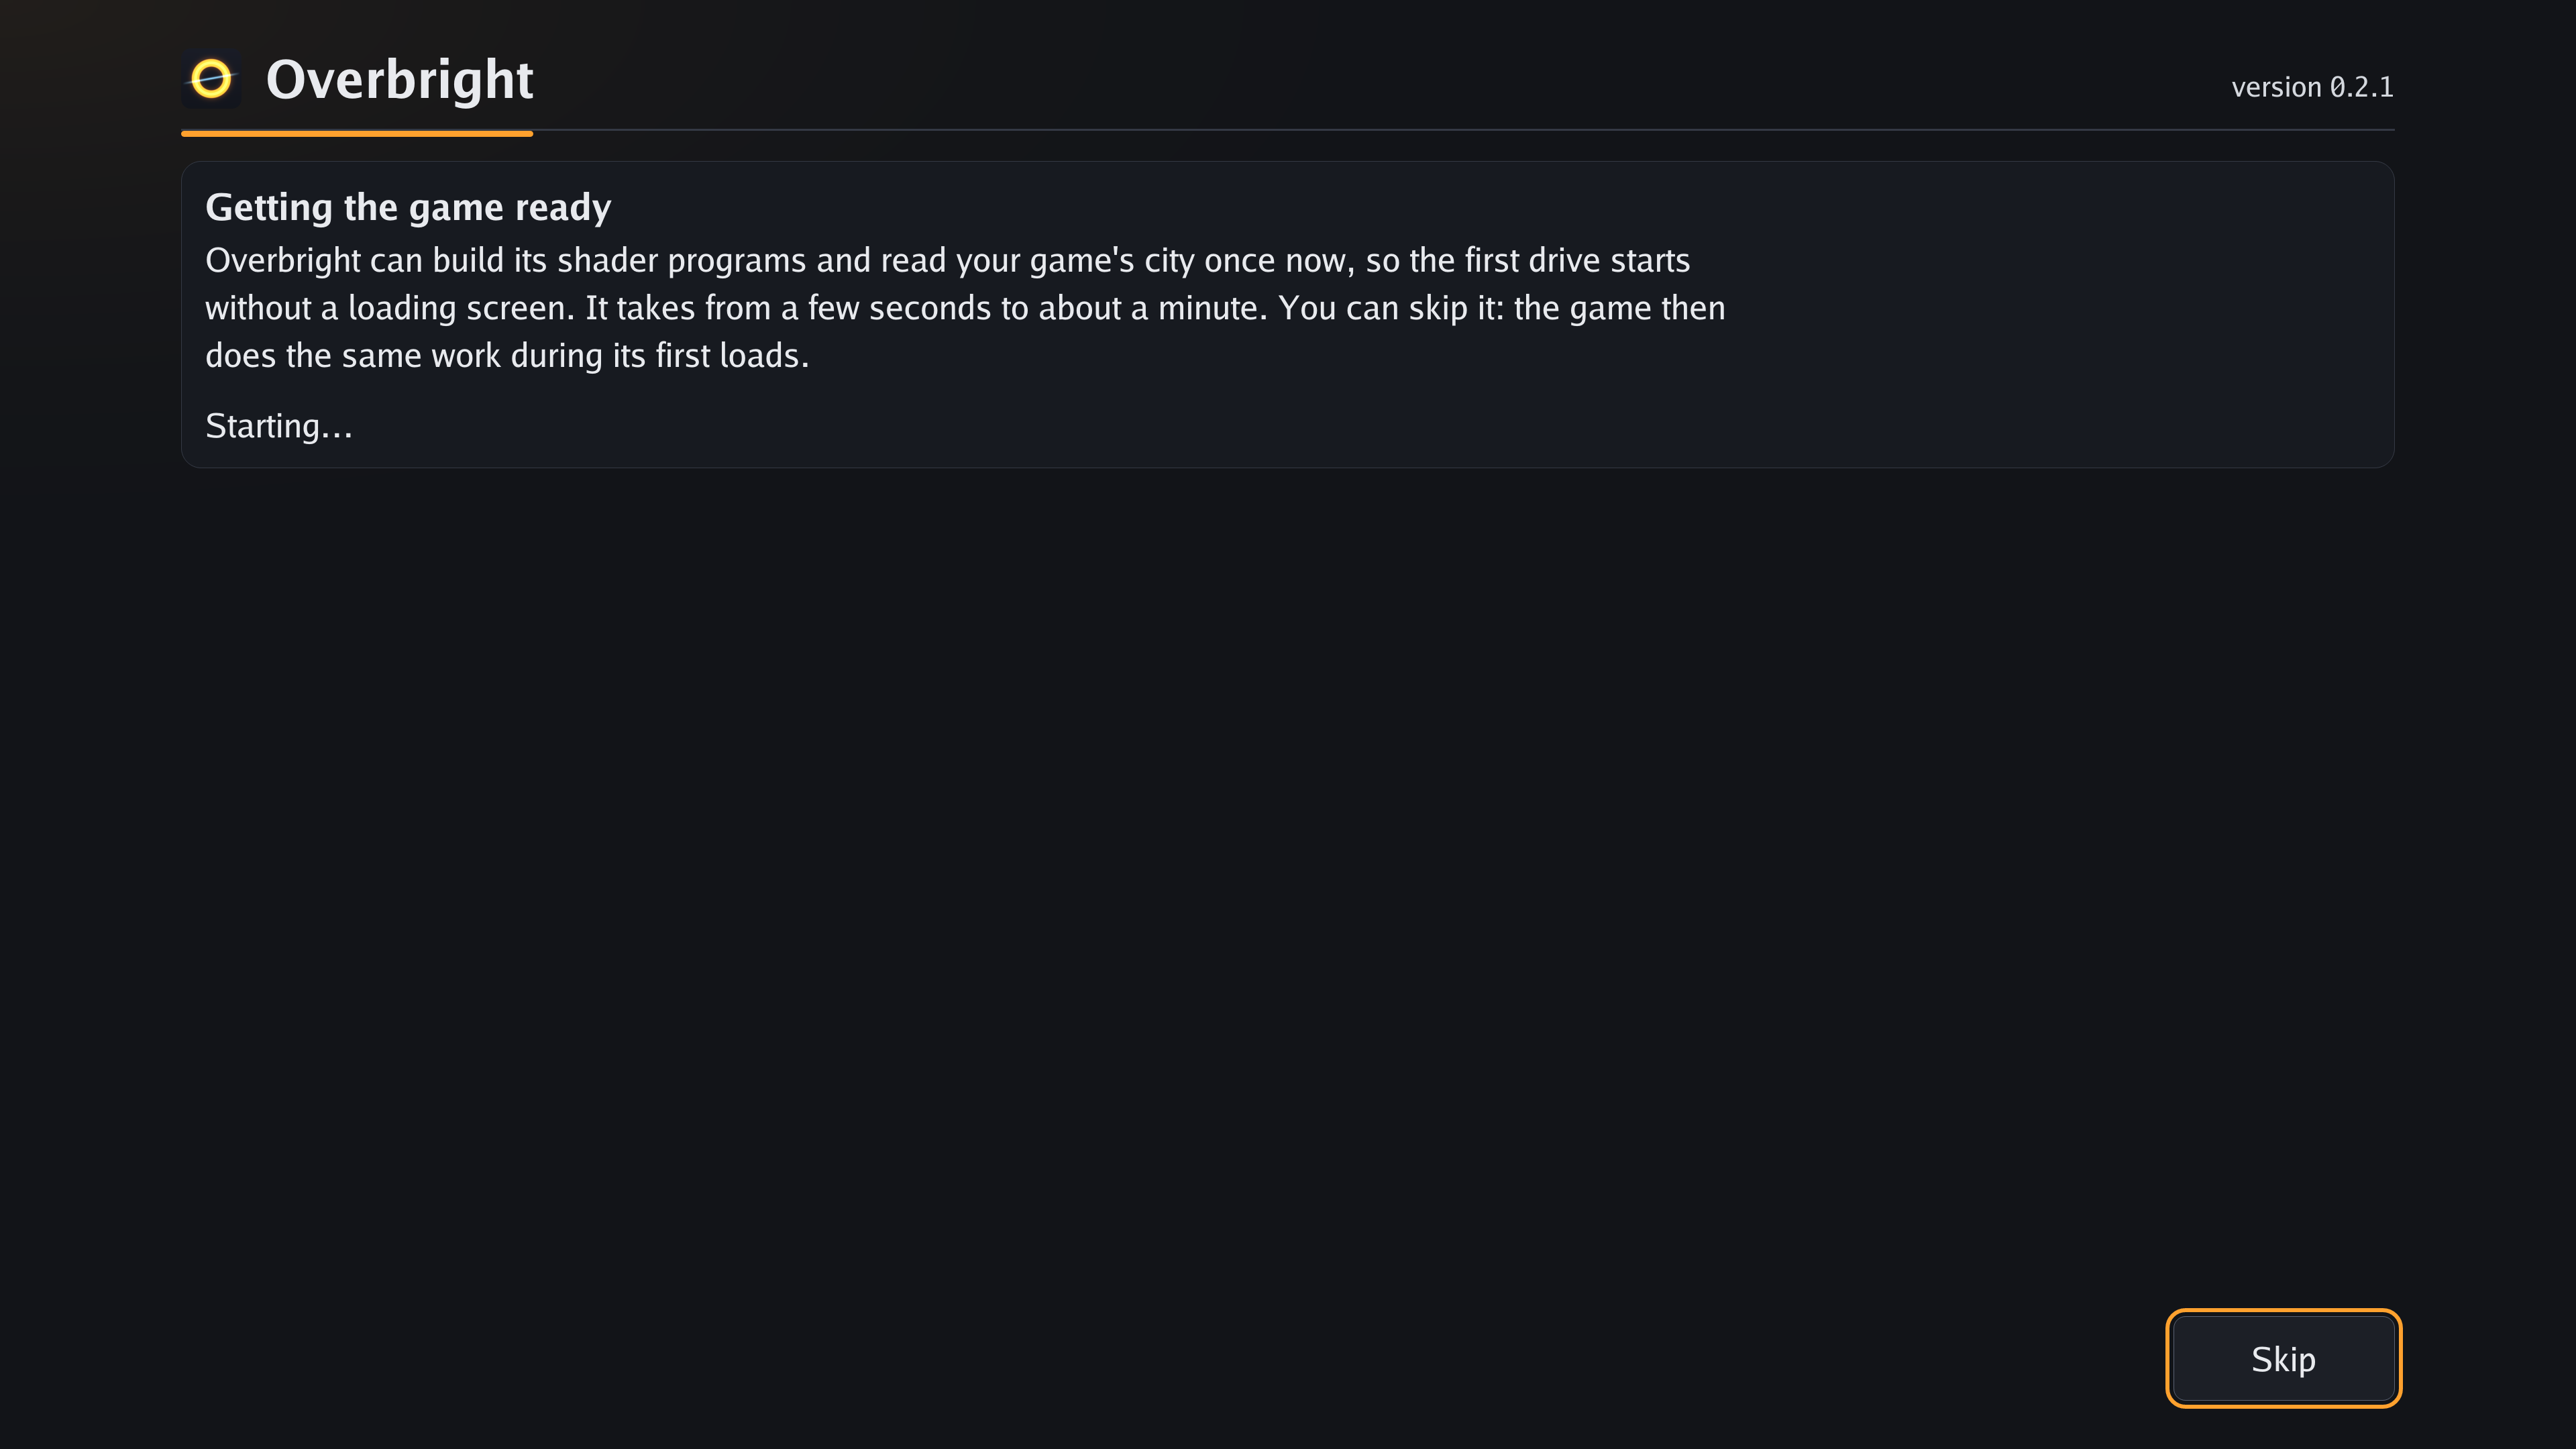 Overbright
version 0.2.1
Getting the game ready
Overbright can build its shader programs and read your game's city once now, so the first drive starts
without a loading screen. It takes from a few seconds to about a minute. You can skip it: the game then
does the same work during its first loads.
Starting...
Skip